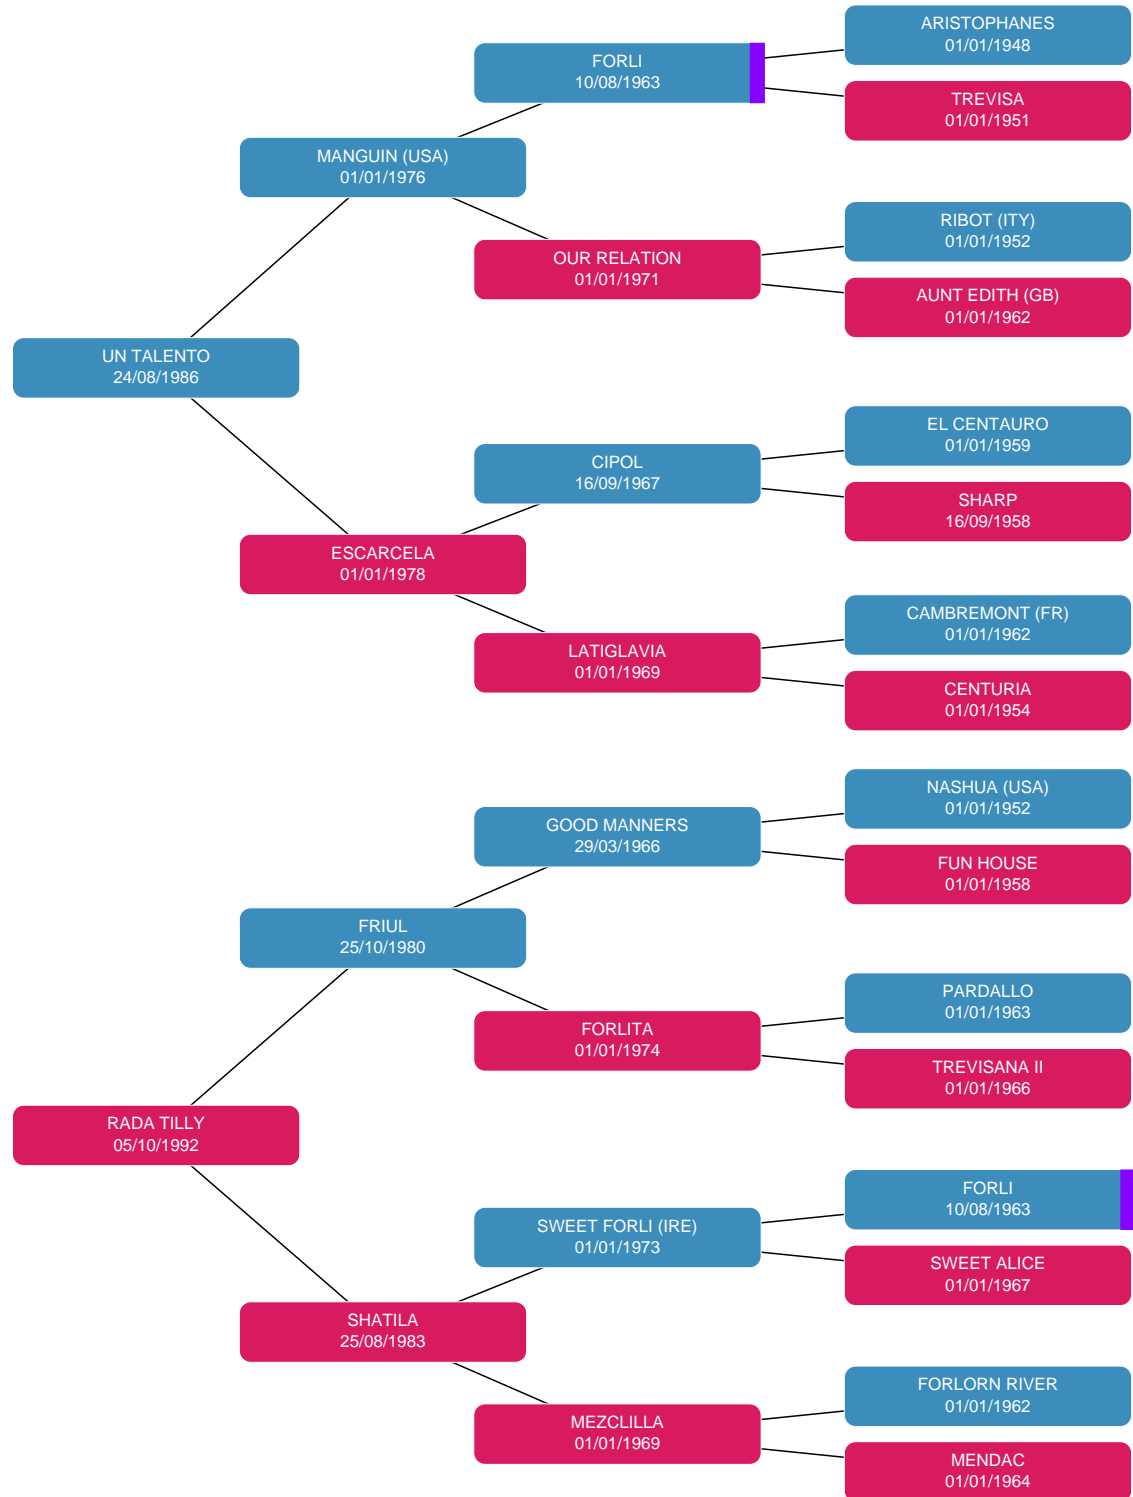 ARISTOPHANES
01/01/1948
FORLI
10/08/1963
TREVISA
01/01/1951
MANGUIN (USA)
01/01/1976
RIBOT (ITY)
01/01/1952
OUR RELATION
01/01/1971
AUNT EDITH (GB)
01/01/1962
UN TALENTO
24/08/1986
EL CENTAURO
01/01/1959
CIPOL
16/09/1967
SHARP
16/09/1958
ESCARCELA
01/01/1978
CAMBREMONT (FR)
01/01/1962
LATIGLAVIA
01/01/1969
CENTURIA
01/01/1954
NASHUA (USA)
01/01/1952
GOOD MANNERS
29/03/1966
FUN HOUSE
01/01/1958
FRIUL
25/10/1980
PARDALLO
01/01/1963
FORLITA
01/01/1974
TREVISANA II
01/01/1966
RADA TILLY
05/10/1992
FORLI
10/08/1963
SWEET FORLI (IRE)
01/01/1973
SWEET ALICE
01/01/1967
SHATILA
25/08/1983
FORLORN RIVER
01/01/1962
MEZCLILLA
01/01/1969
MENDAC
01/01/1964